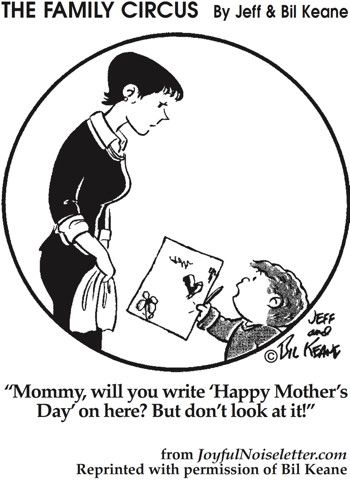 THE FAMILY CIRCUS By Jeff & Bil Keane
JEFF
and
© BIL KEANE
“Mommy, will you write ‘Happy Mother’s
Day’ on here? But don’t look at it!”
from JoyfulNoiseletter.com
Reprinted with permission of Bil Keane